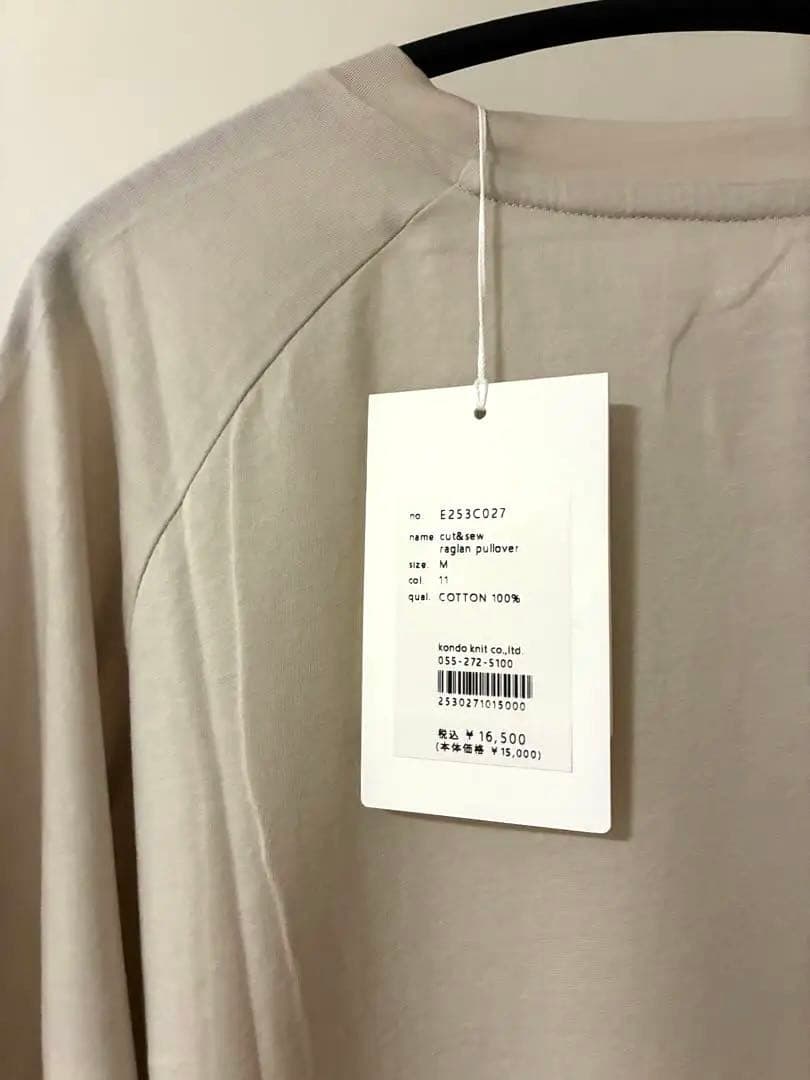 no. E253C027
name. cut&sew
raglan pullover
size. M
col. 11
qual. COTTON 100%
kondo knit co.,ltd.
055-272-5100
2530271015000
税込 ¥ 16,500
(本体価格 ¥ 15,000)